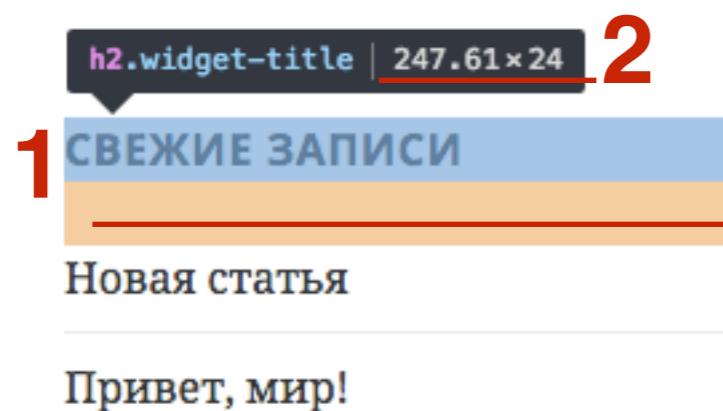 h2.widget-title | 247.61×24
2
1
СВЕЖИЕ ЗАПИСИ
Новая статья
Привет, мир!